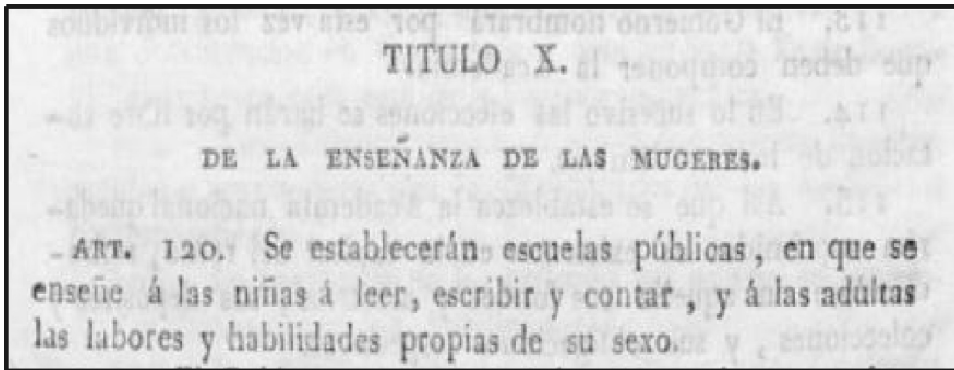 TITULO X.
DE LA ENSEÑANZA DE LAS MUGERES.
ART. 120. Se establecerán escuelas públicas, en que se
enseñe á las niñas á leer, escribir y contar, y á las adultas
las labores y habilidades propias de su sexo.